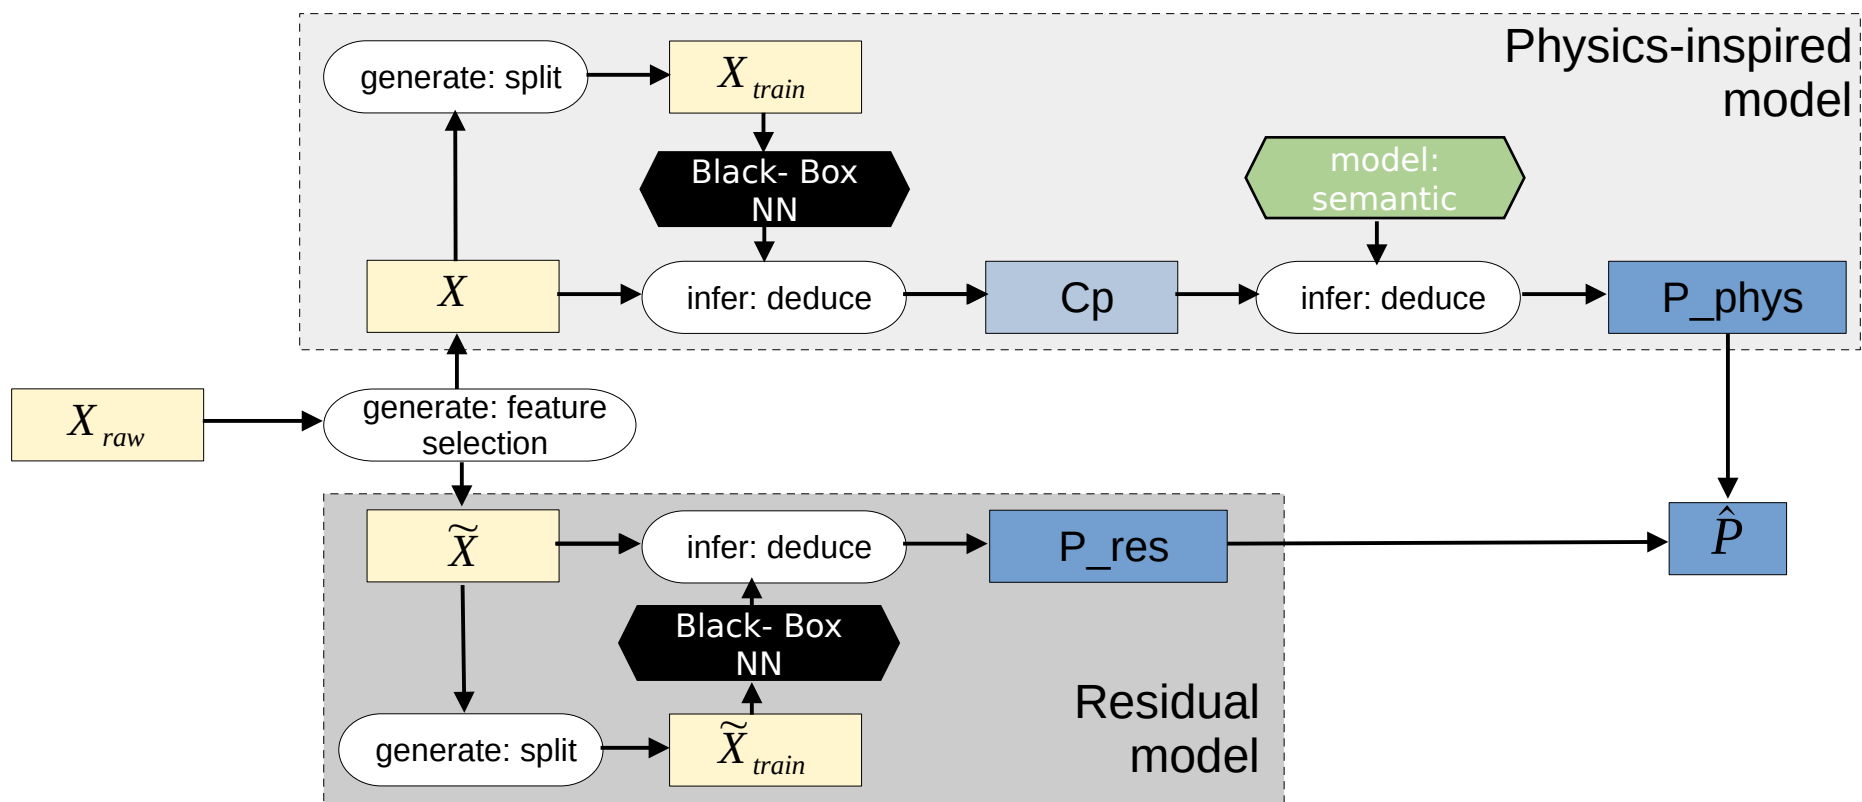 Physics-inspired
model
generate: split
X train
Black- Box
NN
model:
semantic
X
infer: deduce
Cp
infer: deduce
P_phys
X raw
generate: feature
selection
X̃
infer: deduce
P_res
P̂
Black- Box
NN
generate: split
X̃ train
Residual
model